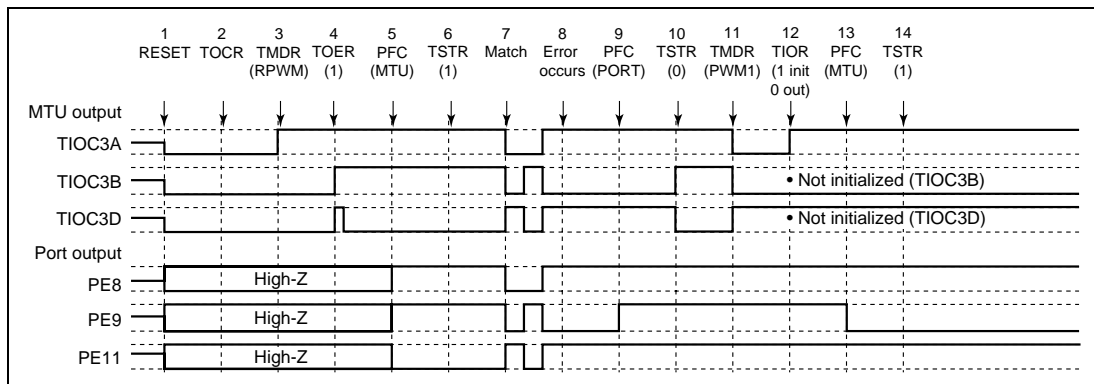 1 2 3 4 5 6 7 8 9 10 11 12 13 14
RESET TOCR TMDR TOER PFC TSTR Match Error PFC TSTR TMDR TIOR PFC TSTR
(RPWM) (1) (MTU) (1) occurs (PORT) (0) (PWM1) (1 init (MTU) (1)
0 out)
MTU output
TIOC3A
TIOC3B • Not initialized (TIOC3B)
TIOC3D • Not initialized (TIOC3D)
Port output
PE8 High-Z
PE9 High-Z
PE11 High-Z